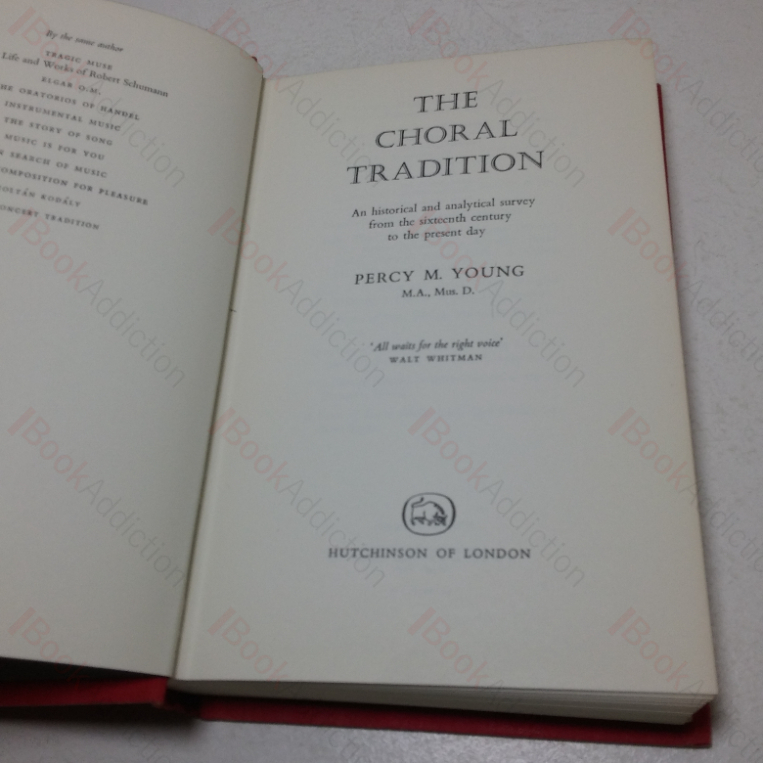 By the same author
TRAGIC MUSE
Life and Works of Robert Schumann
ELGAR O.M.
THE ORATORIOS OF HANDEL
INSTRUMENTAL MUSIC
THE STORY OF SONG
MUSIC IS FOR YOU
SEARCH OF MUSIC
COMPOSITION FOR PLEASURE
ZOLTÁN KODÁLY
CONCERT TRADITION
THE
CHORAL
TRADITION
An historical and analytical survey
from the sixteenth century
to the present day
PERCY M. YOUNG
M.A., Mus. D.
'All waits for the right voice'
WALT WHITMAN
HUTCHINSON OF LONDON
BookAddiction